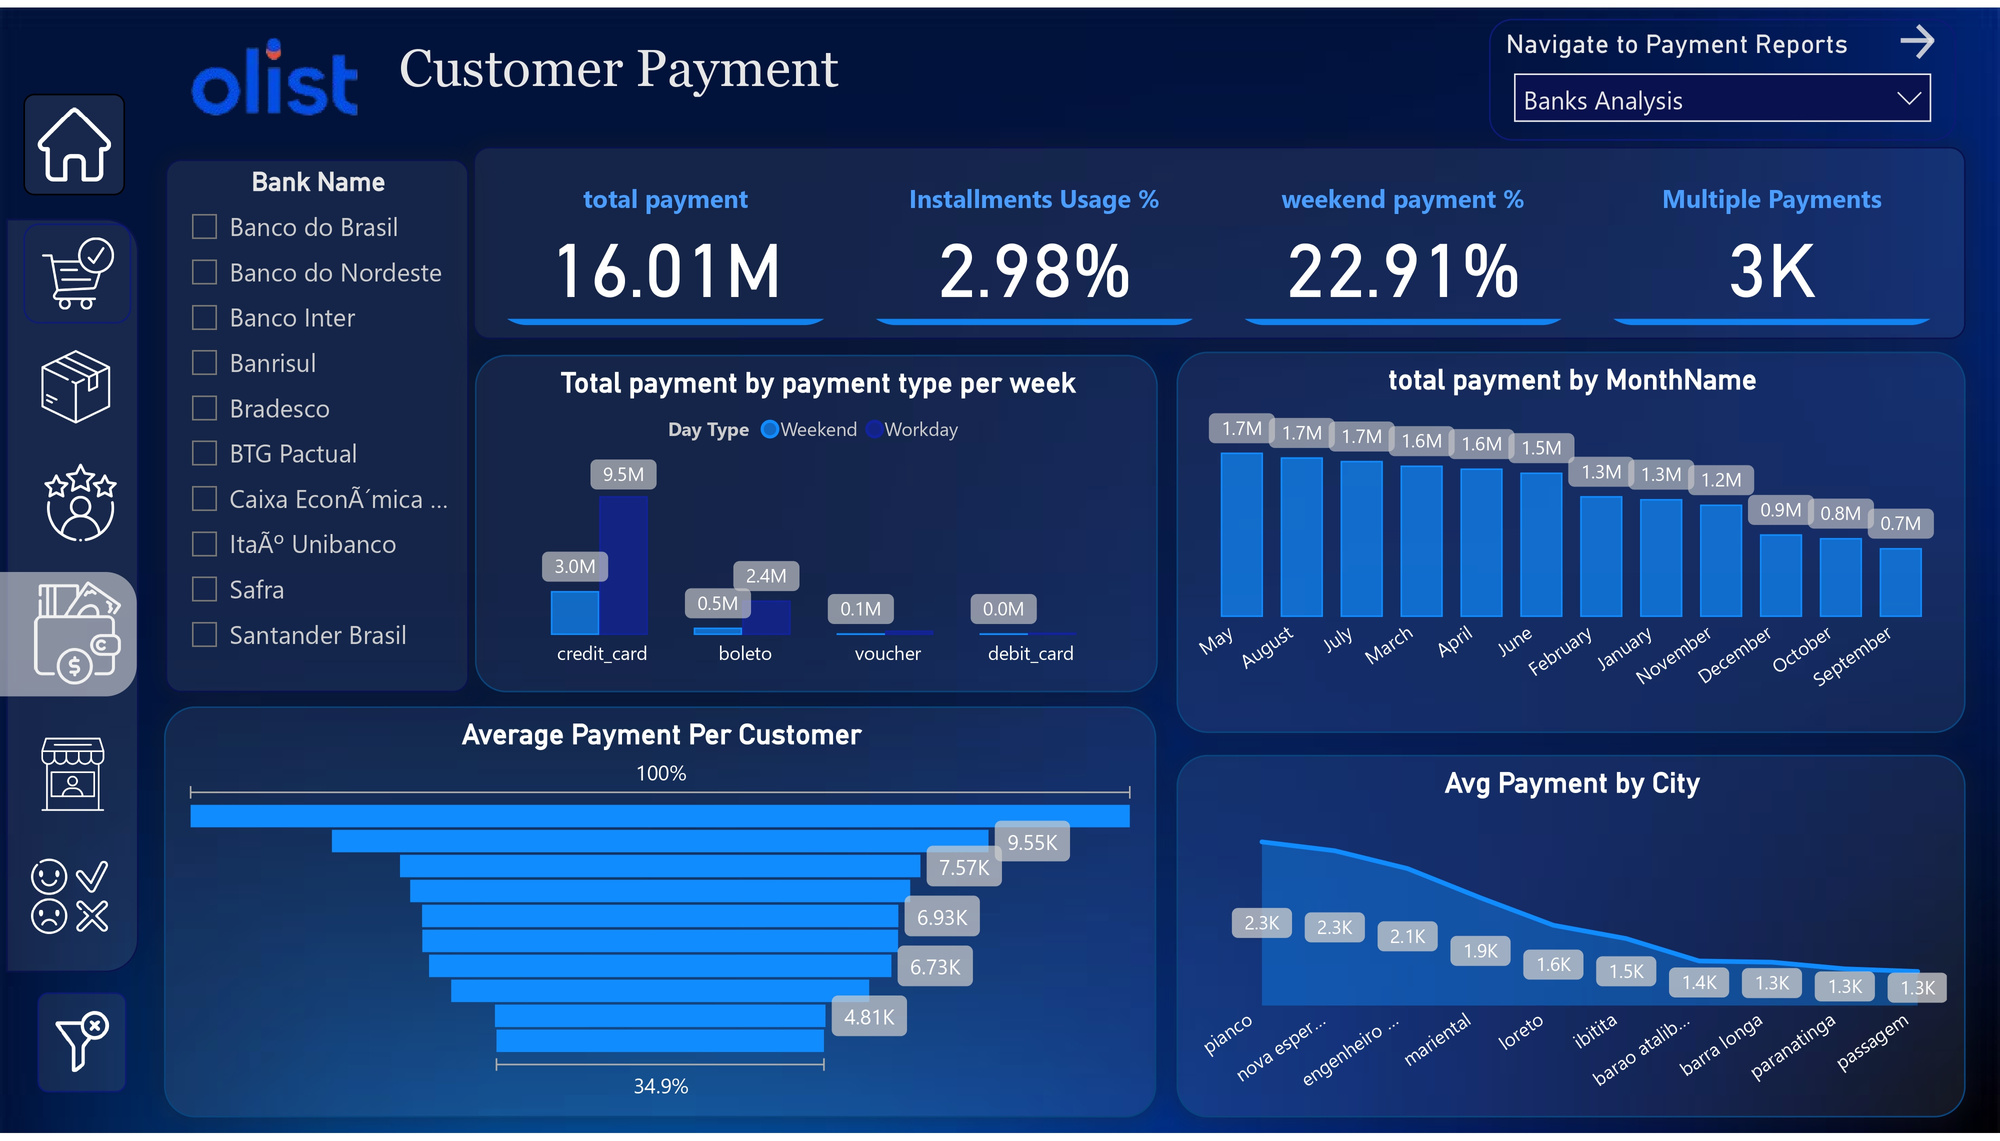 olist
Customer Payment
Navigate to Payment Reports
Banks Analysis
Bank Name
Banco do Brasil
Banco do Nordeste
Banco Inter
Banrisul
Bradesco
BTG Pactual
Caixa EconÃ´mica ...
ItaÃº Unibanco
Safra
Santander Brasil
total payment
16.01M
Installments Usage %
2.98%
weekend payment %
22.91%
Multiple Payments
3K
Total payment by payment type per week
Day Type Weekend Workday
9.5M
3.0M
2.4M
0.5M
0.1M
0.0M
credit_card
boleto
voucher
debit_card
total payment by MonthName
1.7M
1.7M
1.7M
1.6M
1.6M
1.5M
1.3M
1.3M
1.2M
0.9M
0.8M
0.7M
May
August
July
March
April
June
February
January
November
December
October
September
Average Payment Per Customer
100%
9.55K
7.57K
6.93K
6.73K
4.81K
34.9%
Avg Payment by City
2.3K
2.3K
2.1K
1.9K
1.6K
1.5K
1.4K
1.3K
1.3K
1.3K
pianco
nova esper...
engenheiro ...
mariental
loreto
ibitita
barao atalib...
barra longa
paranatinga
passagem